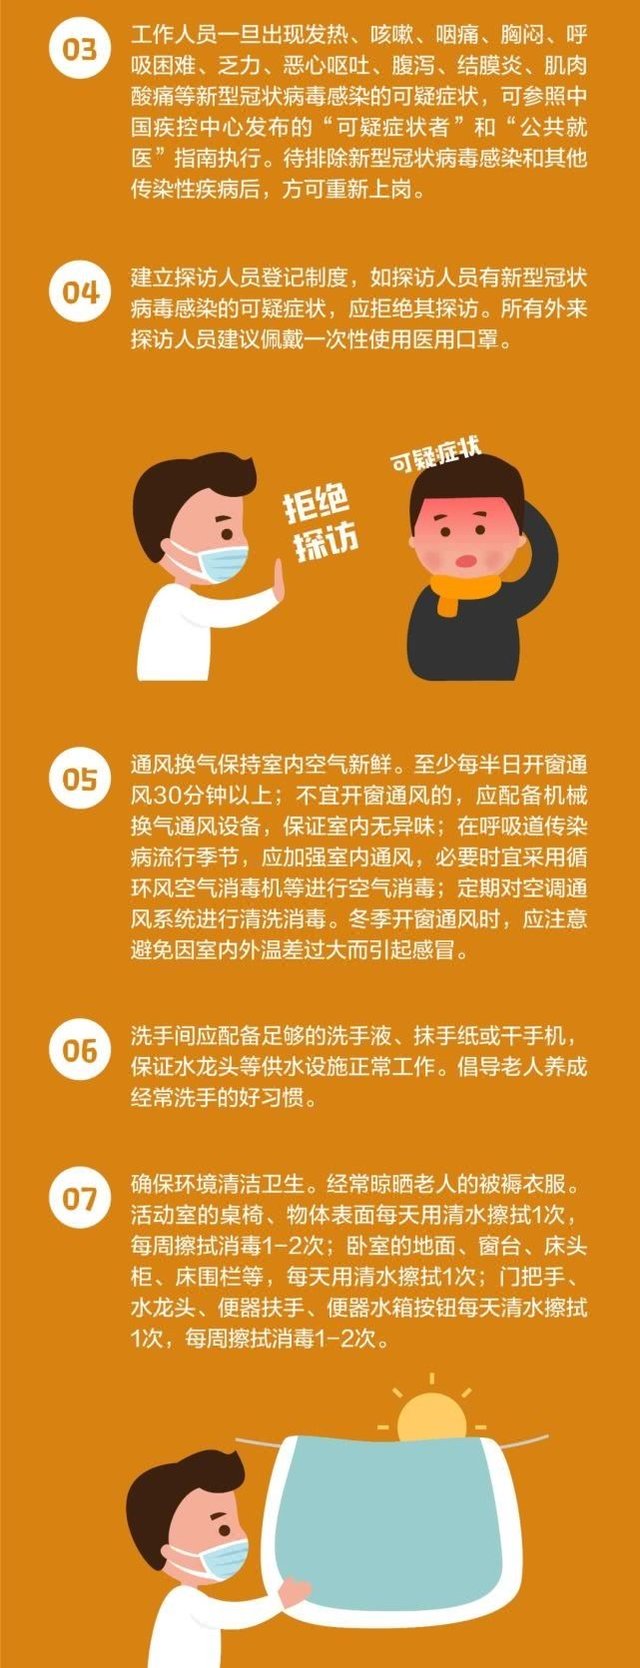 03
工作人员一旦出现发热、咳嗽、咽痛、胸闷、呼
吸困难、乏力、恶心呕吐、腹泻、结膜炎、肌肉
酸痛等新型冠状病毒感染的可疑症状，可参照中
国疾控中心发布的“可疑症状者”和“公共就
医”指南执行。待排除新型冠状病毒感染和其他
传染性疾病后，方可重新上岗。
04
建立探访人员登记制度，如探访人员有新型冠状
病毒感染的可疑症状，应拒绝其探访。所有外来
探访人员建议佩戴一次性使用医用口罩。
可疑症状
拒绝
探访
05
通风换气保持室内空气新鲜。至少每半日开窗通
风30分钟以上；不宜开窗通风的，应配备机械
换气通风设备，保证室内无异味；在呼吸道传染
病流行季节，应加强室内通风，必要时宜采用循
环风空气消毒机等进行空气消毒；定期对空调通
风系统进行清洗消毒。冬季开窗通风时，应注意
避免因室内外温差过大而引起感冒。
06
洗手间应配备足够的洗手液、抹手纸或干手机，
保证水龙头等供水设施正常工作。倡导老人养成
经常洗手的好习惯。
07
确保环境清洁卫生。经常晾晒老人的被褥衣服。
活动室的桌椅、物体表面每天用清水擦拭1次，
每周擦拭消毒1-2次；卧室的地面、窗台、床头
柜、床围栏等，每天用清水擦拭1次；门把手、
水龙头、便器扶手、便器水箱按钮每天清水擦拭
1次，每周擦拭消毒1-2次。